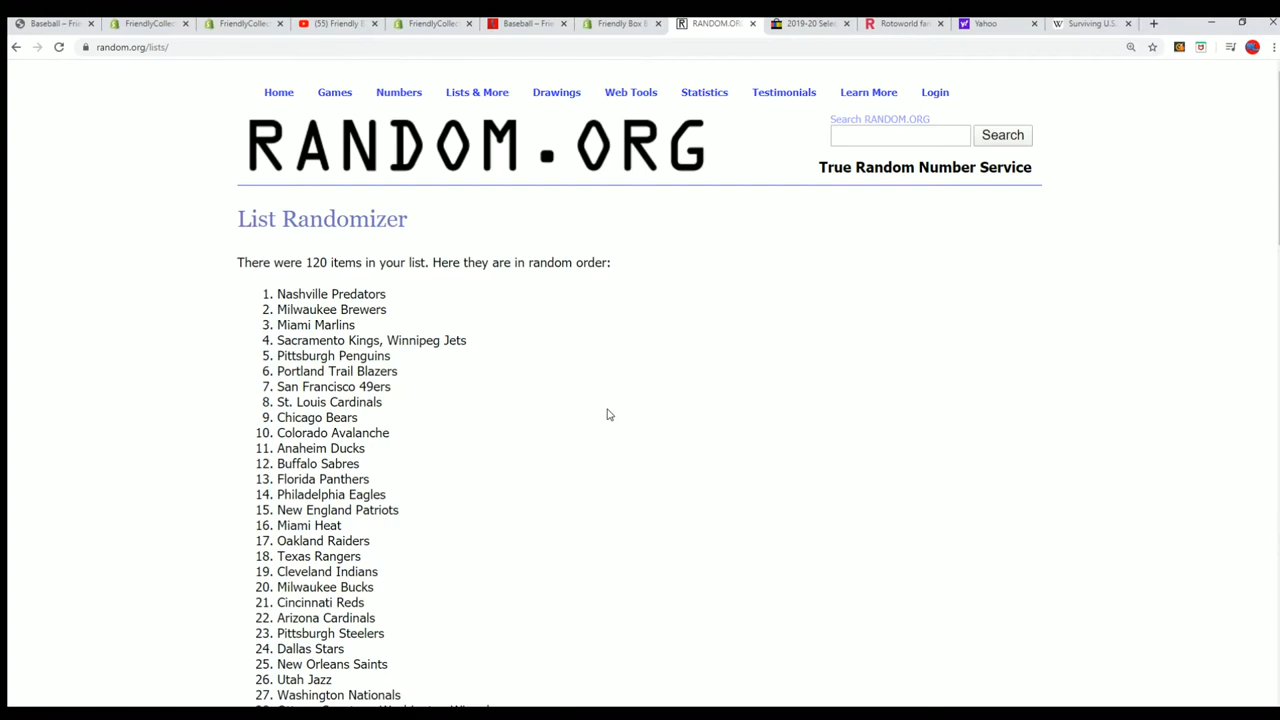 Baseball – Frie
FriendlyCollec
FriendlyCollec
(55) Friendly B
FriendlyCollec
Baseball – Frie
Friendly Box B
RANDOM.OR
2019-20 Selec
Rotoworld fan
Yahoo
Surviving U.S.
random.org/lists/
Home Games Numbers Lists & More Drawings Web Tools Statistics Testimonials Learn More Login
RANDOM.ORG
Search RANDOM.ORG
Search
True Random Number Service
List Randomizer
There were 120 items in your list. Here they are in random order:
1. Nashville Predators
2. Milwaukee Brewers
3. Miami Marlins
4. Sacramento Kings, Winnipeg Jets
5. Pittsburgh Penguins
6. Portland Trail Blazers
7. San Francisco 49ers
8. St. Louis Cardinals
9. Chicago Bears
10. Colorado Avalanche
11. Anaheim Ducks
12. Buffalo Sabres
13. Florida Panthers
14. Philadelphia Eagles
15. New England Patriots
16. Miami Heat
17. Oakland Raiders
18. Texas Rangers
19. Cleveland Indians
20. Milwaukee Bucks
21. Cincinnati Reds
22. Arizona Cardinals
23. Pittsburgh Steelers
24. Dallas Stars
25. New Orleans Saints
26. Utah Jazz
27. Washington Nationals